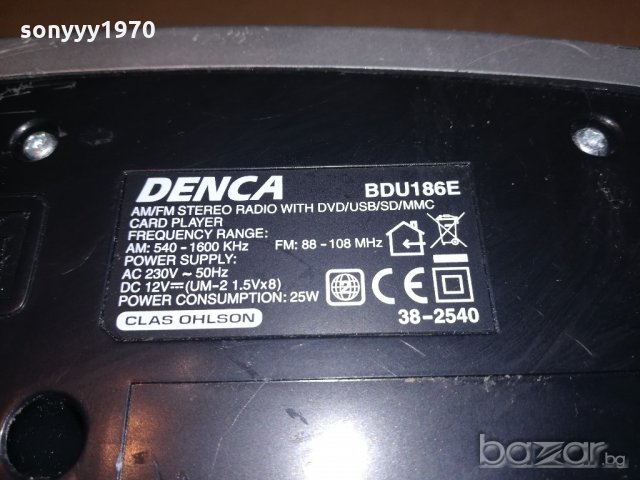 sonyyy1970
DENCA BDU186E
AM/FM STEREO RADIO WITH DVD/USB/SD/MMC
CARD PLAYER
FREQUENCY RANGE:
AM: 540 - 1600 KHz FM: 88 - 108 MHz
POWER SUPPLY:
AC 230V ~ 50Hz
DC 12V⎓(UM-2 1.5Vx8)
POWER CONSUMPTION: 25W
2
CE
CLAS OHLSON 38-2540
bazar.bg